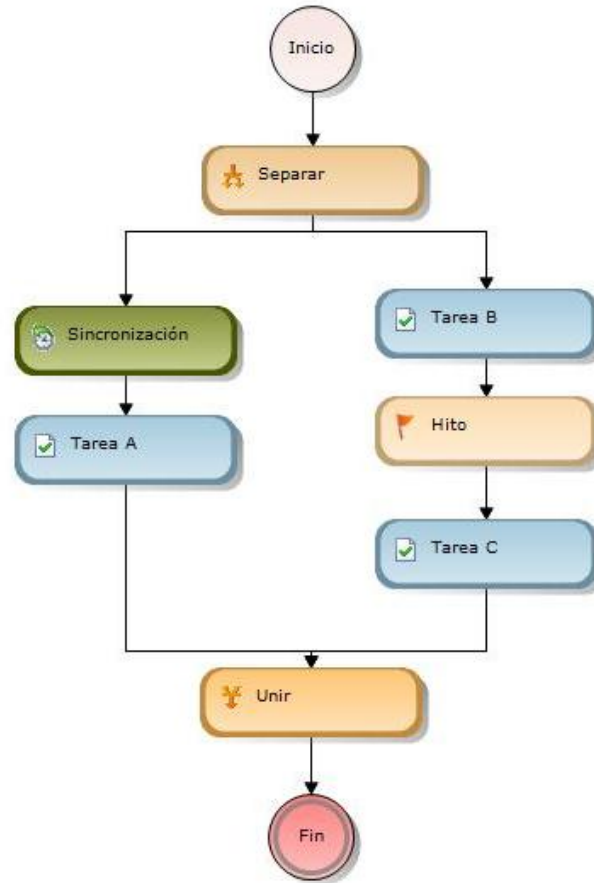 Inicio
Separar
Sincronización
Tarea A
Tarea B
Hito
Tarea C
Unir
Fin